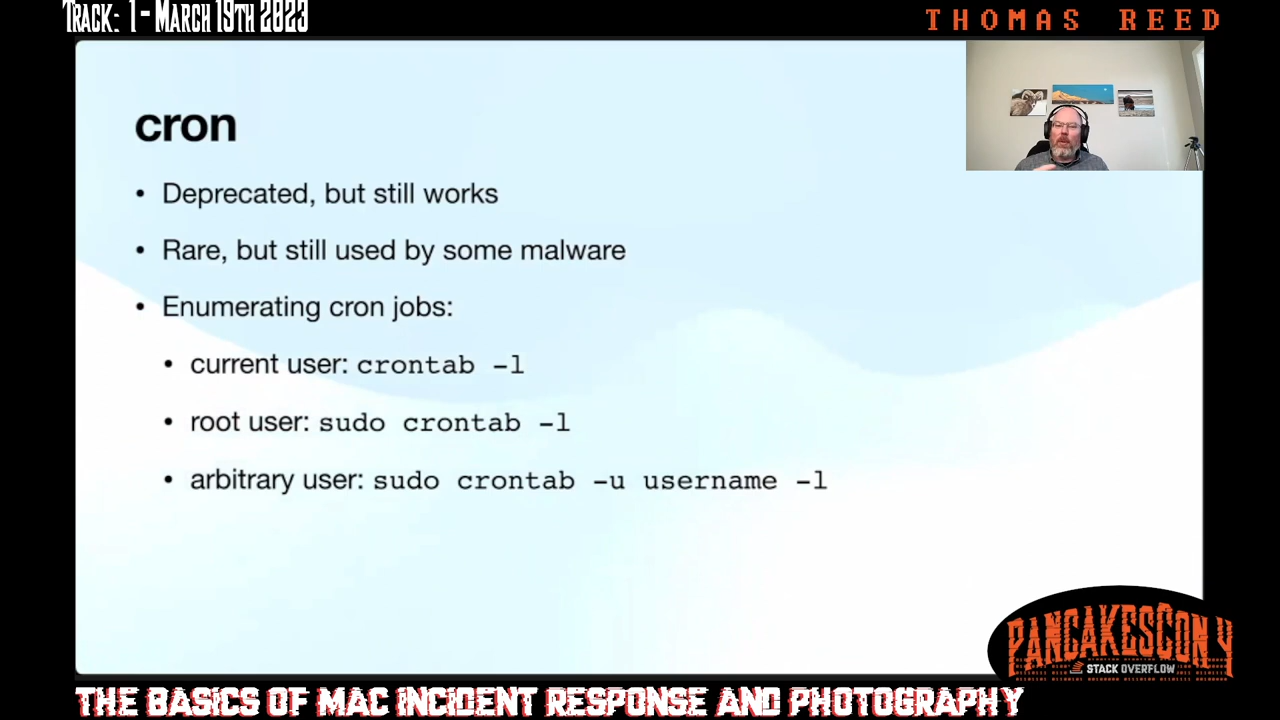 Track: 1 - March 19th 2023
THOMAS REED
cron
• Deprecated, but still works
• Rare, but still used by some malware
• Enumerating cron jobs:
• current user: crontab -l
• root user: sudo crontab -l
• arbitrary user: sudo crontab -u username -l
PANCAKESCON 4
STACK OVERFLOW
THE BASICS OF MAC INCIDENT RESPONSE AND PHOTOGRAPHY